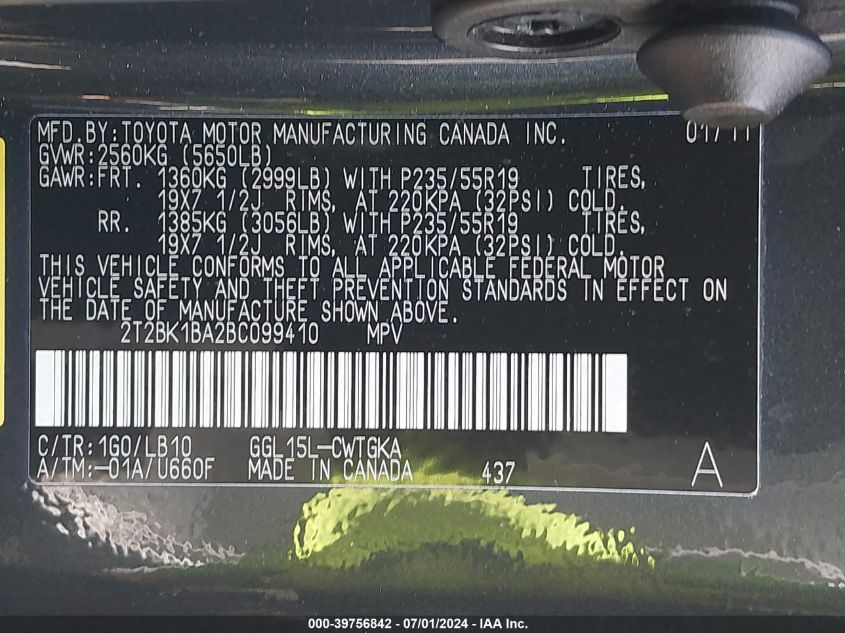 MFD.BY:TOYOTA MOTOR MANUFACTURING CANADA INC. 01/11
GVWR:2560KG (5650LB)
GAWR:FRT. 1360KG (2999LB) WITH P235/55R19 TIRES,
19X7 1/2J RIMS, AT 220KPA (32PSI) COLD.
RR. 1385KG (3056LB) WITH P235/55R19 TIRES,
19X7 1/2J RIMS, AT 220KPA (32PSI) COLD.
THIS VEHICLE CONFORMS TO ALL APPLICABLE FEDERAL MOTOR
VEHICLE SAFETY AND THEFT PREVENTION STANDARDS IN EFFECT ON
THE DATE OF MANUFACTURE SHOWN ABOVE.
2T2BK1BA2BC099410 MPV
C/TR:1G0/LB10 GGL15L-CWTGKA
A/TM:-01A/U660F MADE IN CANADA 437 A
000-39756842 - 07/01/2024 - IAA Inc.